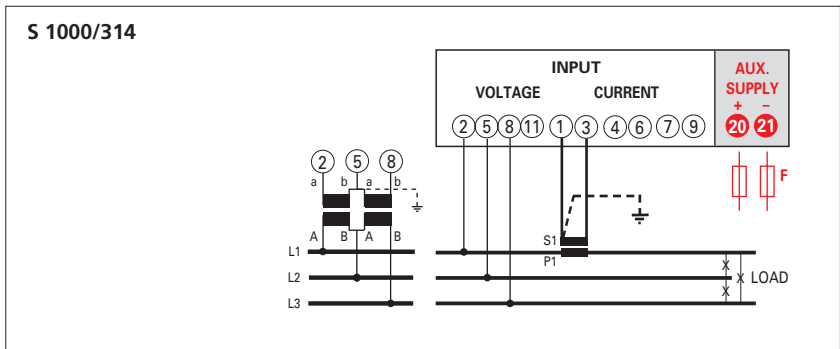 S 1000/314
INPUT
AUX.
SUPPLY
VOLTAGE CURRENT
+ −
2 5 8 11 1 3 4 6 7 9 20 21
2 5 8
F
a b a b
A B A B
S1
P1
L1
L2
L3
X
X LOAD
X